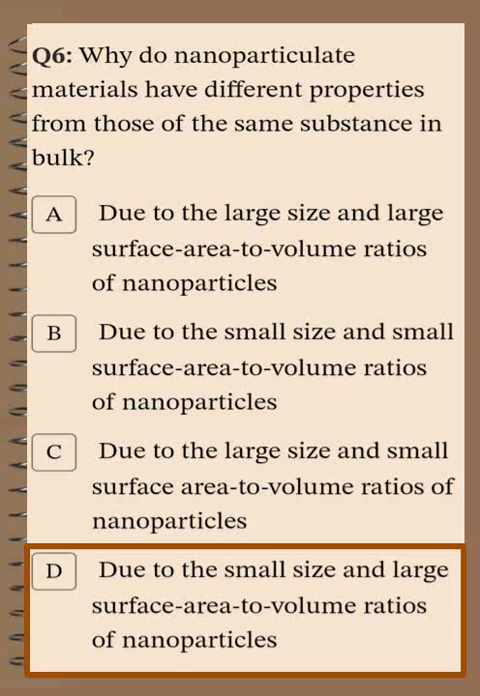 Q6: Why do nanoparticulate
materials have different properties
from those of the same substance in
bulk?
A Due to the large size and large
surface-area-to-volume ratios
of nanoparticles
B Due to the small size and small
surface-area-to-volume ratios
of nanoparticles
C Due to the large size and small
surface area-to-volume ratios of
nanoparticles
D Due to the small size and large
surface-area-to-volume ratios
of nanoparticles